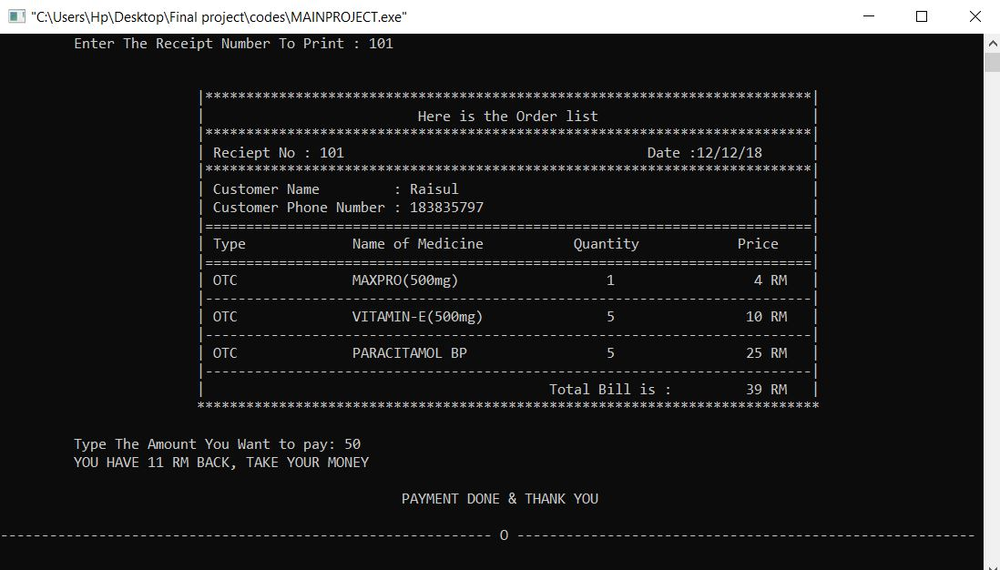 "C:\Users\Hp\Desktop\Final project\codes\MAINPROJECT.exe"
Enter The Receipt Number To Print : 101
|**************************************************************************|
| Here is the Order list |
|**************************************************************************|
| Reciept No : 101 Date :12/12/18 |
|**************************************************************************|
| Customer Name : Raisul |
| Customer Phone Number : 183835797 |
|==========================================================================|
| Type Name of Medicine Quantity Price |
|==========================================================================|
| OTC MAXPRO(500mg) 1 4 RM |
|--------------------------------------------------------------------------|
| OTC VITAMIN-E(500mg) 5 10 RM |
|--------------------------------------------------------------------------|
| OTC PARACITAMOL BP 5 25 RM |
|--------------------------------------------------------------------------|
| Total Bill is : 39 RM |
****************************************************************************
Type The Amount You Want to pay: 50
YOU HAVE 11 RM BACK, TAKE YOUR MONEY
PAYMENT DONE & THANK YOU
------------------------------------------------------------ O --------------------------------------------------------